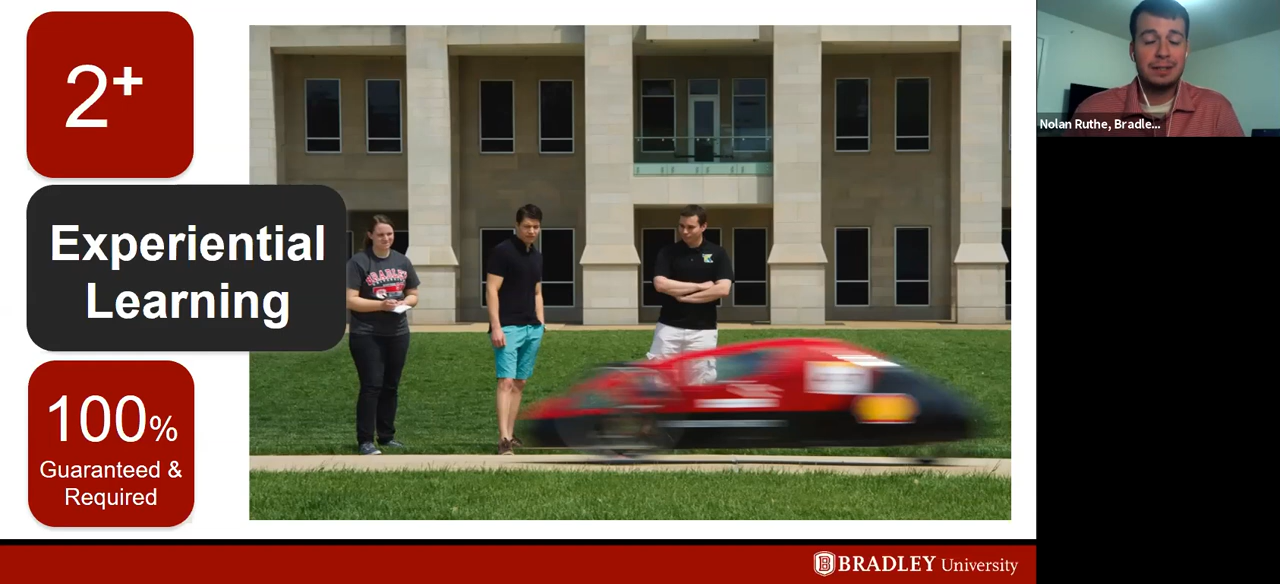 2+
Experiential
Learning
100%
Guaranteed &
Required
BRADLEY
B BRADLEY University
Nolan Ruthe, Bradle...